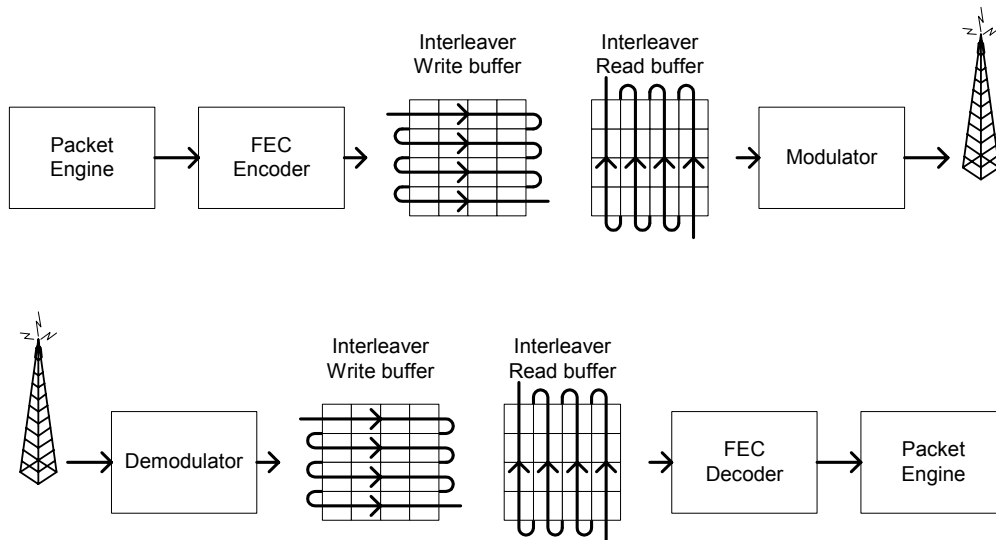 Interleaver
Write buffer
Interleaver
Read buffer
Packet
Engine
FEC
Encoder
Modulator
Interleaver
Write buffer
Interleaver
Read buffer
Demodulator
FEC
Decoder
Packet
Engine